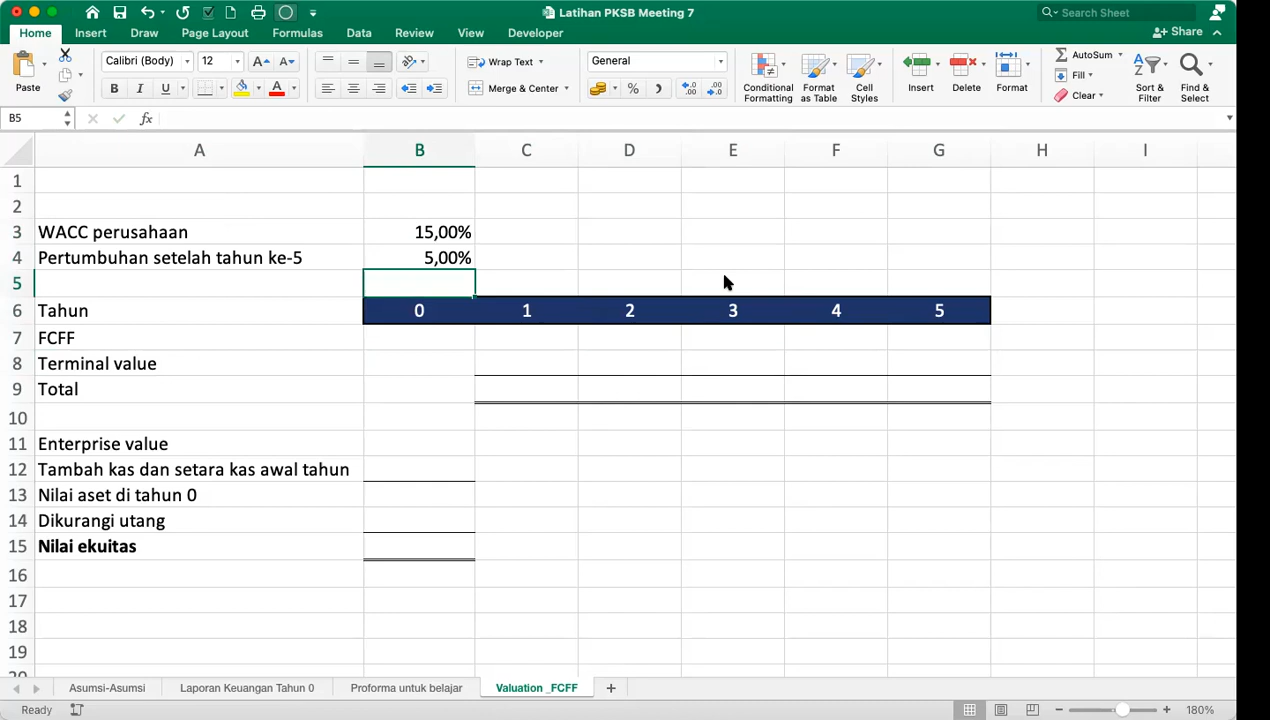 Latihan PKSB Meeting 7
Search Sheet
Home Insert Draw Page Layout Formulas Data Review View Developer
Share
Paste
Calibri (Body) 12
B I U
Wrap Text
Merge & Center
General
Conditional Formatting
Format as Table
Cell Styles
Insert
Delete
Format
AutoSum
Fill
Clear
Sort & Filter
Find & Select
B5
fx
A B C D E F G H I
1
2
3 WACC perusahaan 15,00%
4 Pertumbuhan setelah tahun ke-5 5,00%
5
6 Tahun 0 1 2 3 4 5
7 FCFF
8 Terminal value
9 Total
10
11 Enterprise value
12 Tambah kas dan setara kas awal tahun
13 Nilai aset di tahun 0
14 Dikurangi utang
15 Nilai ekuitas
16
17
18
19
20
Asumsi-Asumsi Laporan Keuangan Tahun 0 Proforma untuk belajar Valuation _FCFF
Ready
180%